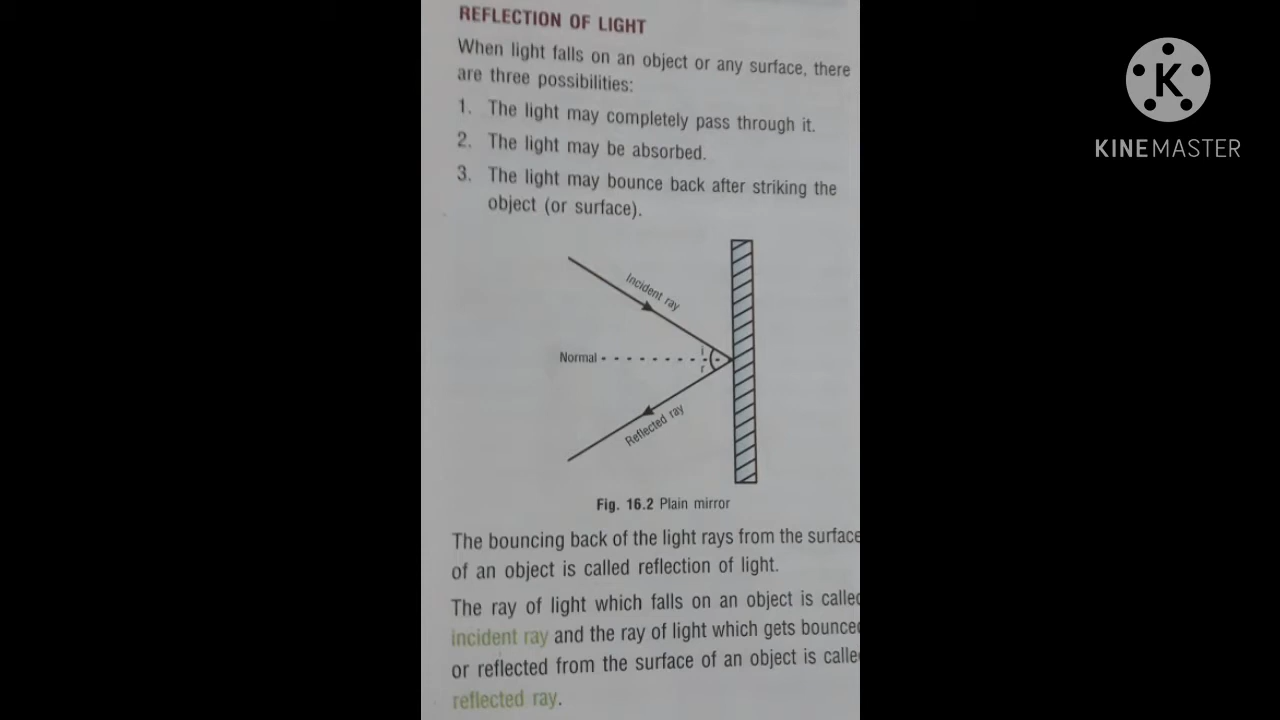 REFLECTION OF LIGHT
When light falls on an object or any surface, there
are three possibilities:
1. The light may completely pass through it.
2. The light may be absorbed.
3. The light may bounce back after striking the
object (or surface).
Incident ray
Normal
i
r
Reflected ray
Fig. 16.2 Plain mirror
The bouncing back of the light rays from the surface
of an object is called reflection of light.
The ray of light which falls on an object is called
incident ray and the ray of light which gets bounced
or reflected from the surface of an object is called
reflected ray.
K
KINEMASTER